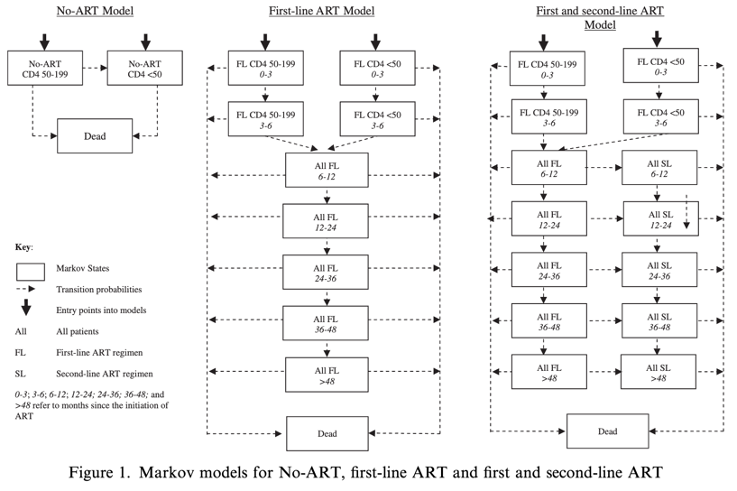 No-ART Model
No-ART
CD4 50-199
No-ART
CD4 <50
Dead
Key:
Markov States
Transition probabilities
Entry points into models
All All patients
FL First-line ART regimen
SL Second-line ART regimen
0-3; 3-6; 6-12; 12-24; 24-36; 36-48; and
>48 refer to months since the initiation of
ART
First-line ART Model
FL CD4 50-199
0-3
FL CD4 <50
0-3
FL CD4 50-199
3-6
FL CD4 <50
3-6
All FL
6-12
All FL
12-24
All FL
24-36
All FL
36-48
All FL
>48
Dead
First and second-line ART
Model
FL CD4 50-199
0-3
FL CD4 <50
0-3
FL CD4 50-199
3-6
FL CD4 <50
3-6
All FL
6-12
All SL
6-12
All FL
12-24
All SL
12-24
All FL
24-36
All SL
24-36
All FL
36-48
All SL
36-48
All FL
>48
All SL
>48
Dead
Figure 1. Markov models for No-ART, first-line ART and first and second-line ART